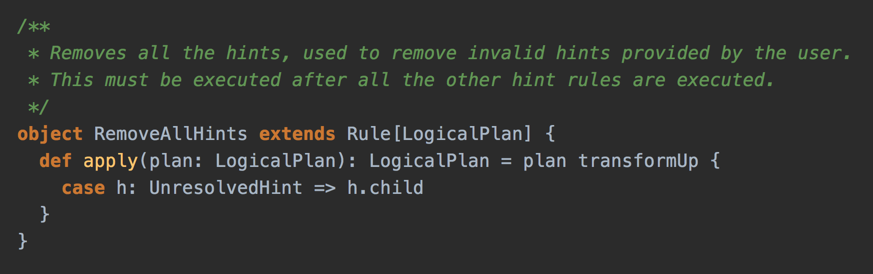 /**
 * Removes all the hints, used to remove invalid hints provided by the user.
 * This must be executed after all the other hint rules are executed.
 */
object RemoveAllHints extends Rule[LogicalPlan] {
  def apply(plan: LogicalPlan): LogicalPlan = plan transformUp {
    case h: UnresolvedHint => h.child
  }
}